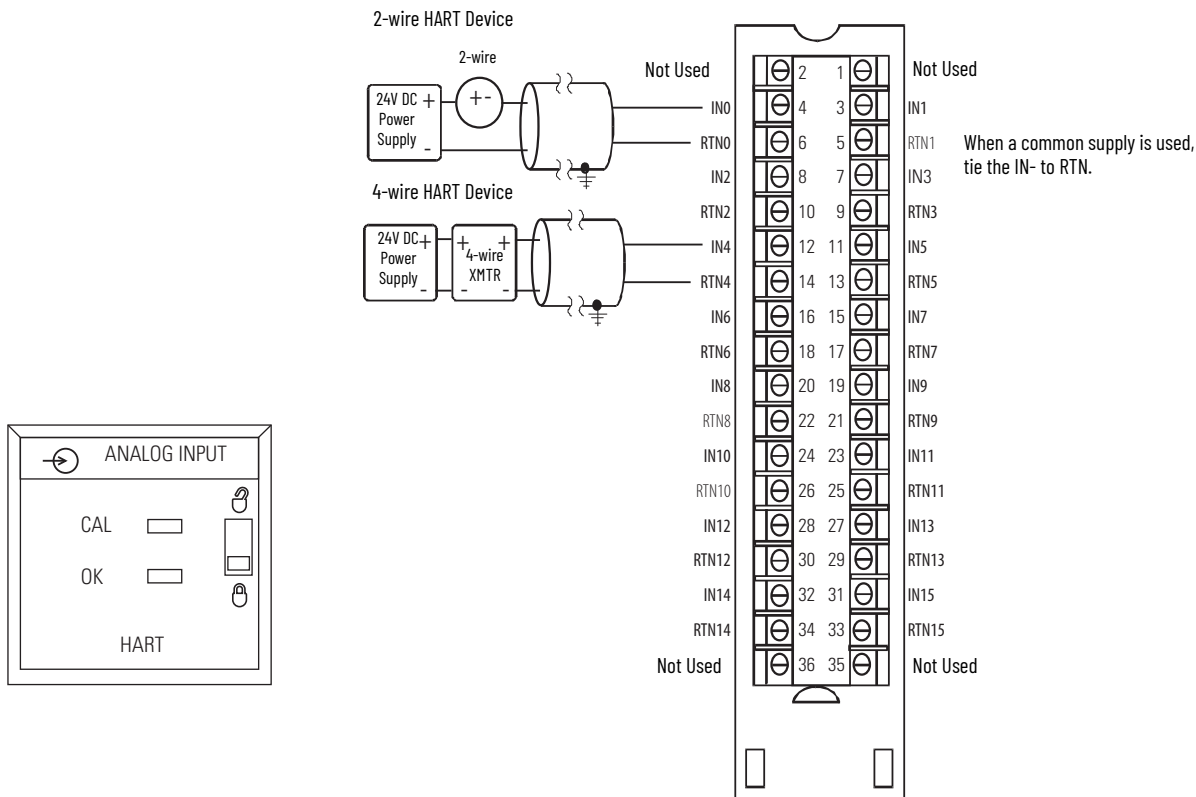 2-wire HART Device
2-wire
24V DC +
Power
Supply
-
+ -
4-wire HART Device
24V DC +
Power
Supply
-
+ +
4-wire
XMTR
- -
Not Used 2 1 Not Used
IN0 4 3 IN1
RTN0 6 5 RTN1
IN2 8 7 IN3
RTN2 10 9 RTN3
IN4 12 11 IN5
RTN4 14 13 RTN5
IN6 16 15 IN7
RTN6 18 17 RTN7
IN8 20 19 IN9
RTN8 22 21 RTN9
IN10 24 23 IN11
RTN10 26 25 RTN11
IN12 28 27 IN13
RTN12 30 29 RTN13
IN14 32 31 IN15
RTN14 34 33 RTN15
Not Used 36 35 Not Used
When a common supply is used,
tie the IN- to RTN.
ANALOG INPUT
CAL
OK
HART